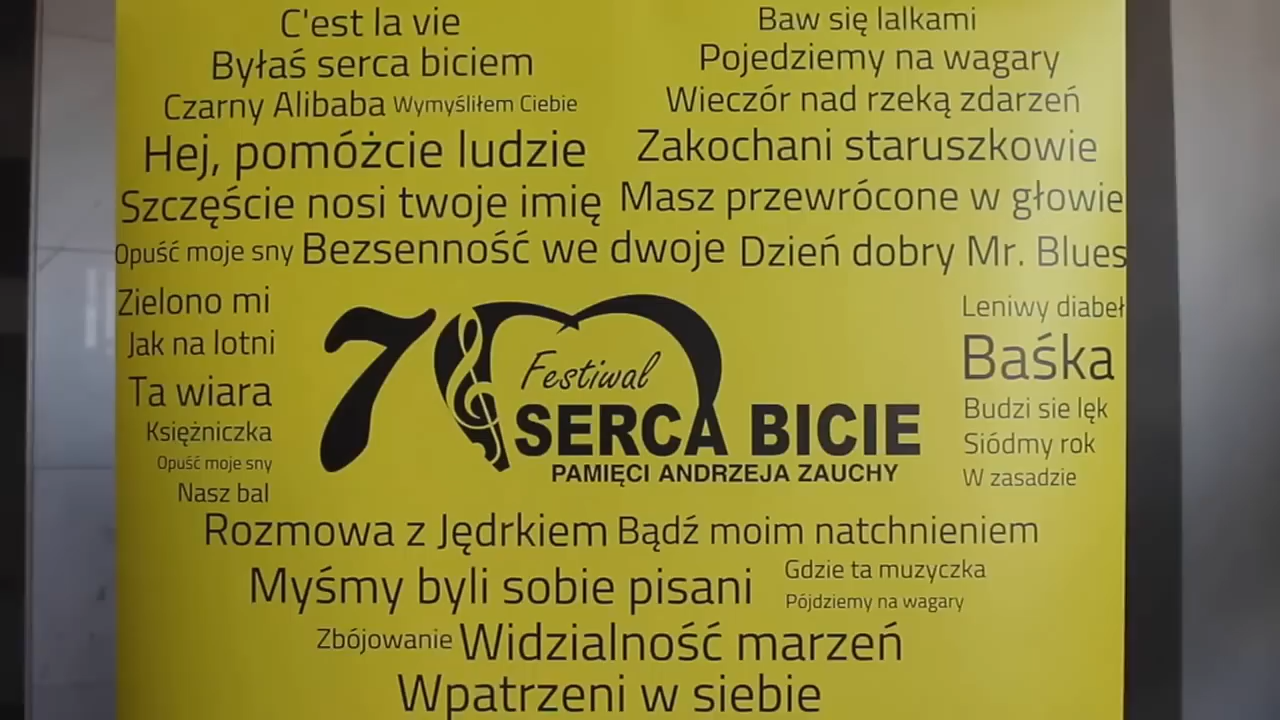 C'est la vie
Baw się lalkami
Byłaś serca biciem
Pojedziemy na wagary
Czarny Alibaba Wymyśliłem Ciebie
Wieczór nad rzeką zdarzeń
Hej, pomóżcie ludzie
Zakochani staruszkowie
Szczęście nosi twoje imię
Masz przewrócone w głowie
Opuść moje sny Bezsenność we dwoje Dzień dobry Mr. Blues
Zielono mi
Jak na lotni
Ta wiara
Księżniczka
Opuść moje sny
Nasz bal
7 Festiwal
SERCA BICIE
PAMIĘCI ANDRZEJA ZAUCHY
Leniwy diabeł
Baśka
Budzi sie lęk
Siódmy rok
W zasadzie
Rozmowa z Jędrkiem Bądź moim natchnieniem
Myśmy byli sobie pisani
Gdzie ta muzyczka
Pójdziemy na wagary
Zbójowanie Widzialność marzeń
Wpatrzeni w siebie